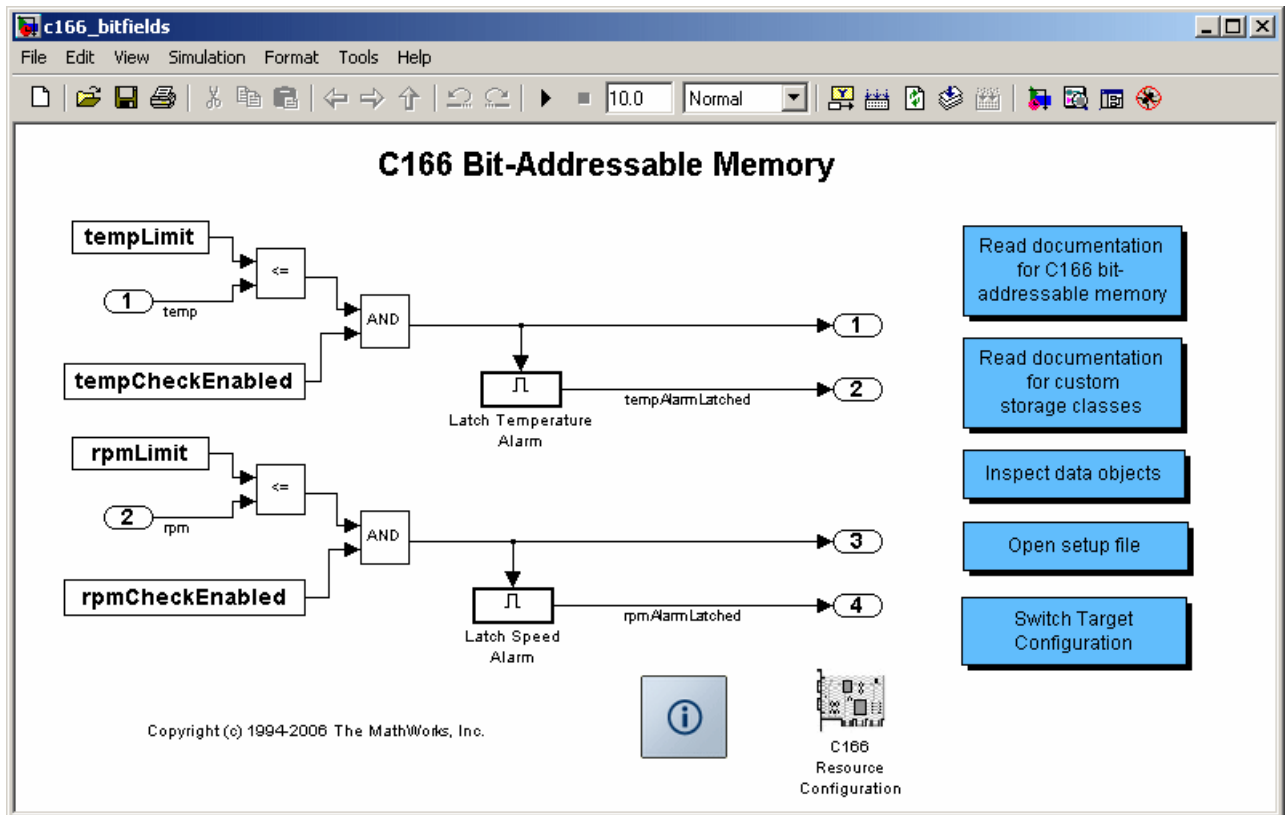 c166_bitfields
File Edit View Simulation Format Tools Help
10.0 Normal
C166 Bit-Addressable Memory
tempLimit
<=
1
temp
AND
tempCheckEnabled
1
2
tempAlarmLatched
Latch Temperature
Alarm
rpmLimit
<=
2
rpm
AND
rpmCheckEnabled
3
4
rpmAlarmLatched
Latch Speed
Alarm
Read documentation
for C166 bit-
addressable memory
Read documentation
for custom
storage classes
Inspect data objects
Open setup file
Switch Target
Configuration
i
C166
Resource
Configuration
Copyright (c) 1994-2006 The MathWorks, Inc.